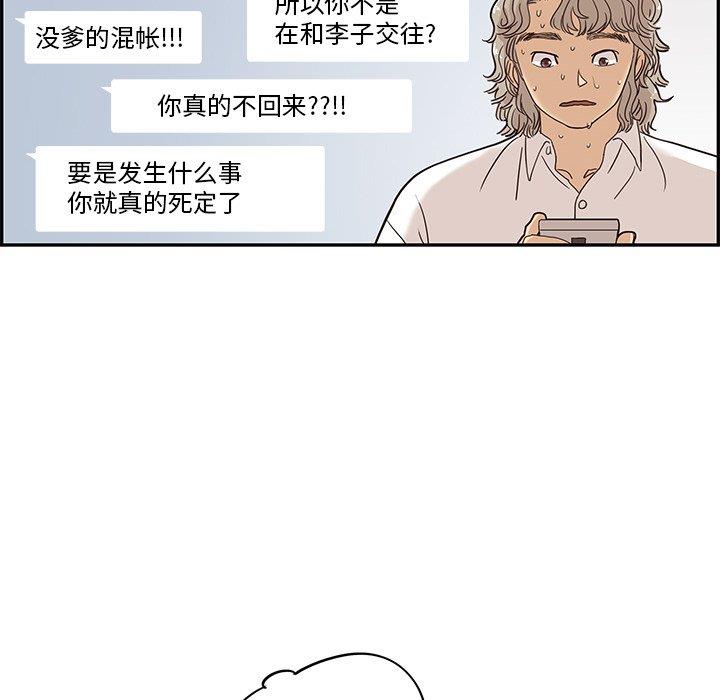 所以你不是
在和李子交往?
没爹的混帐!!!
你真的不回来??!!
要是发生什么事
你就真的死定了